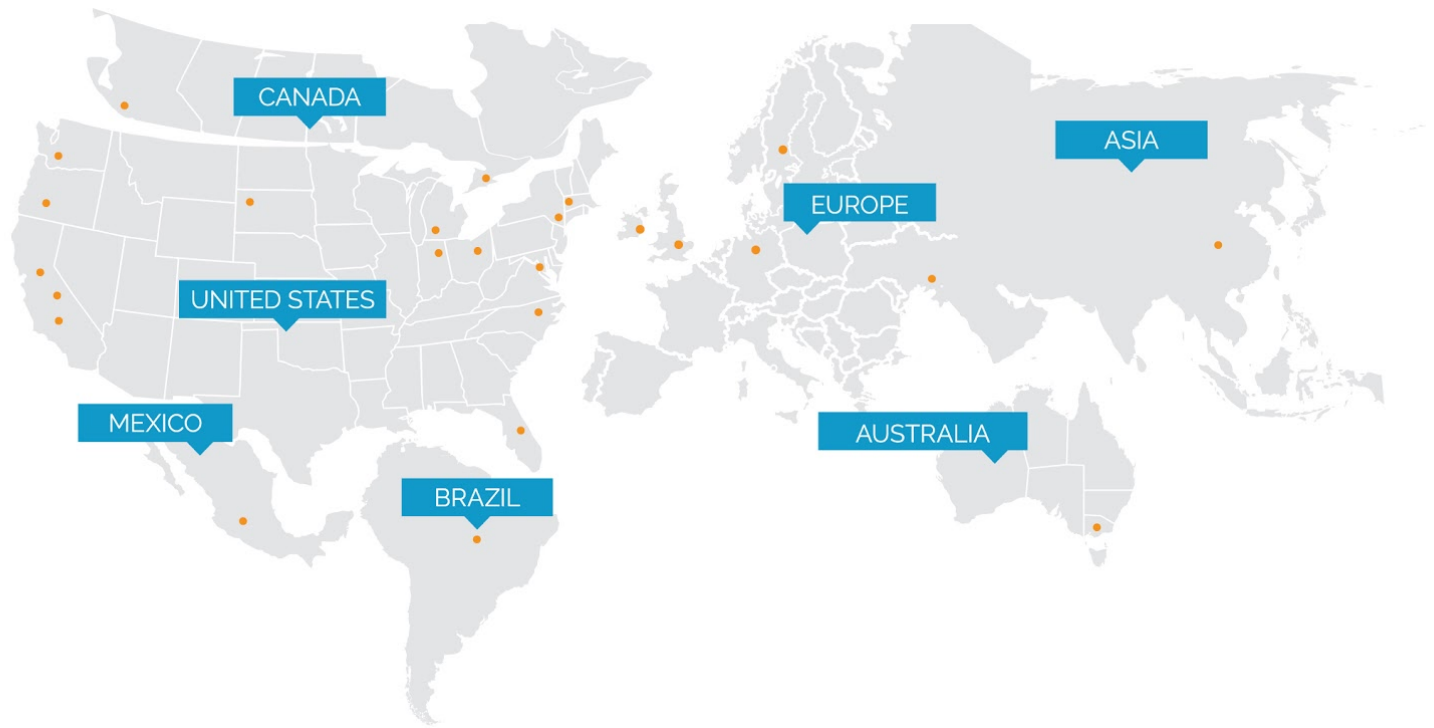 CANADA
ASIA
EUROPE
UNITED STATES
MEXICO
AUSTRALIA
BRAZIL